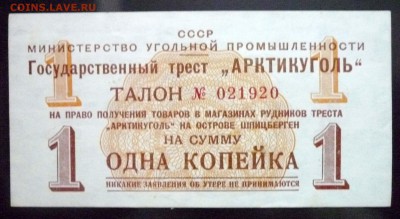 COINS.LAVE.RU
СССР
МИНИСТЕРСТВО УГОЛЬНОЙ ПРОМЫШЛЕННОСТИ
Государственный трест „АРКТИКУГОЛЬ"
1 ТАЛОН № 021920 1
НА ПРАВО ПОЛУЧЕНИЯ ТОВАРОВ В МАГАЗИНАХ РУДНИКОВ ТРЕСТА
„АРКТИКУГОЛЬ" НА ОСТРОВЕ ШПИЦБЕРГЕН
НА СУММУ
1 ОДНА КОПЕЙКА 1
НИКАКИЕ ЗАЯВЛЕНИЯ ОБ УТЕРЕ НЕ ПРИНИМАЮТСЯ